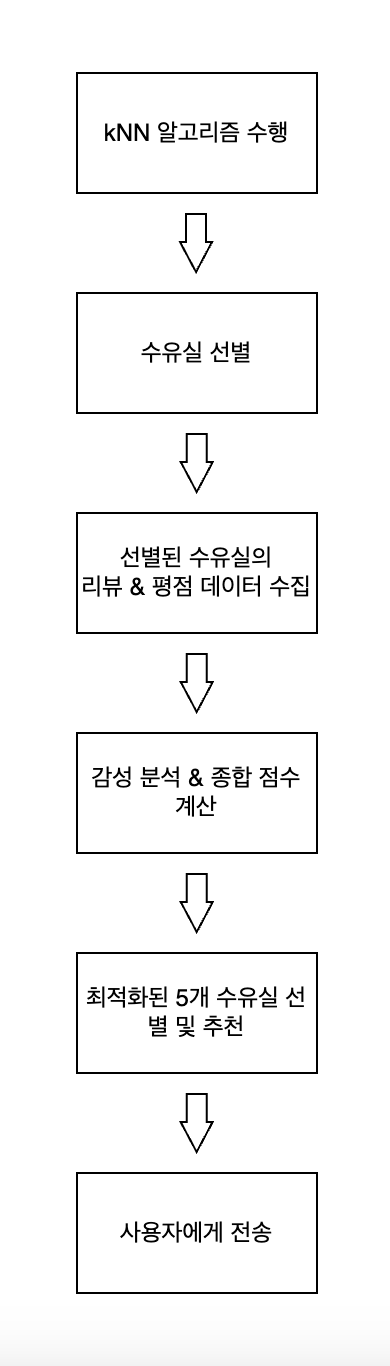 kNN 알고리즘 수행
수유실 선별
선별된 수유실의
리뷰 & 평점 데이터 수집
감성 분석 & 종합 점수
계산
최적화된 5개 수유실 선
별 및 추천
사용자에게 전송